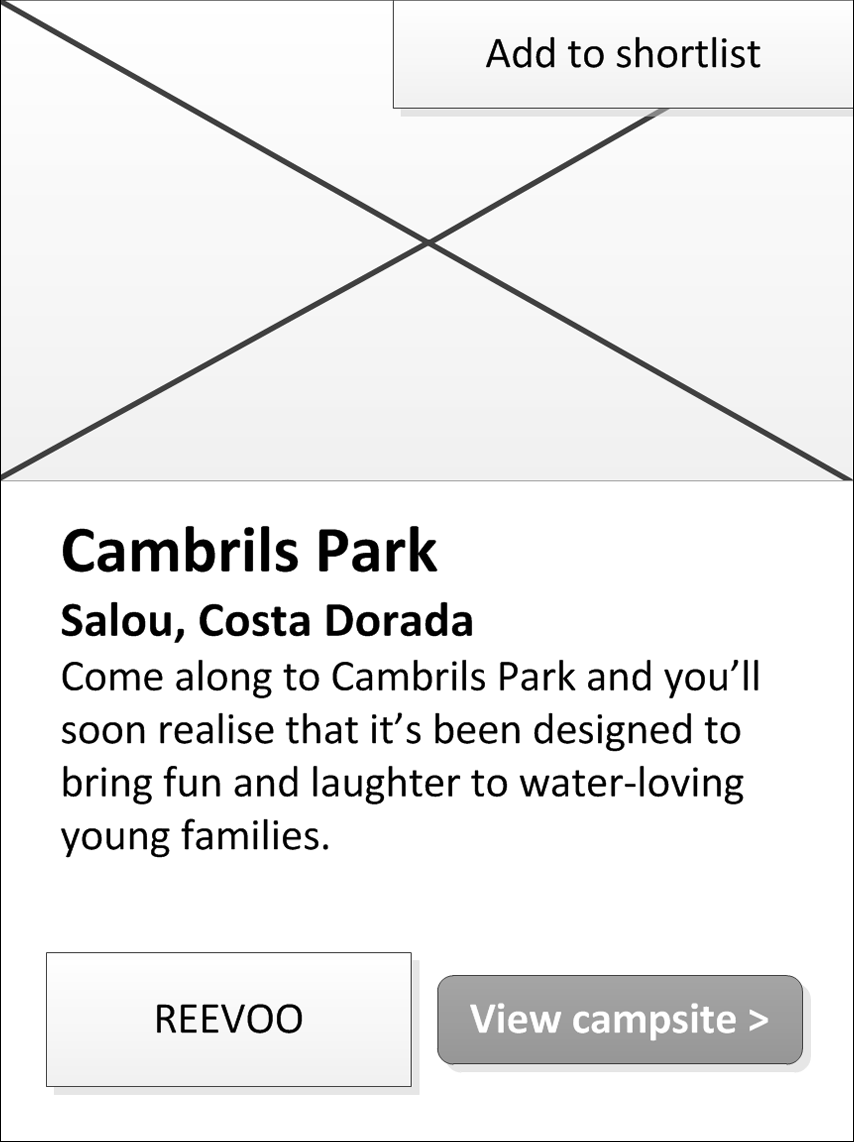 Add to shortlist
Cambrils Park
Salou, Costa Dorada
Come along to Cambrils Park and you’ll
soon realise that it’s been designed to
bring fun and laughter to water-loving
young families.
REEVOO
View campsite >